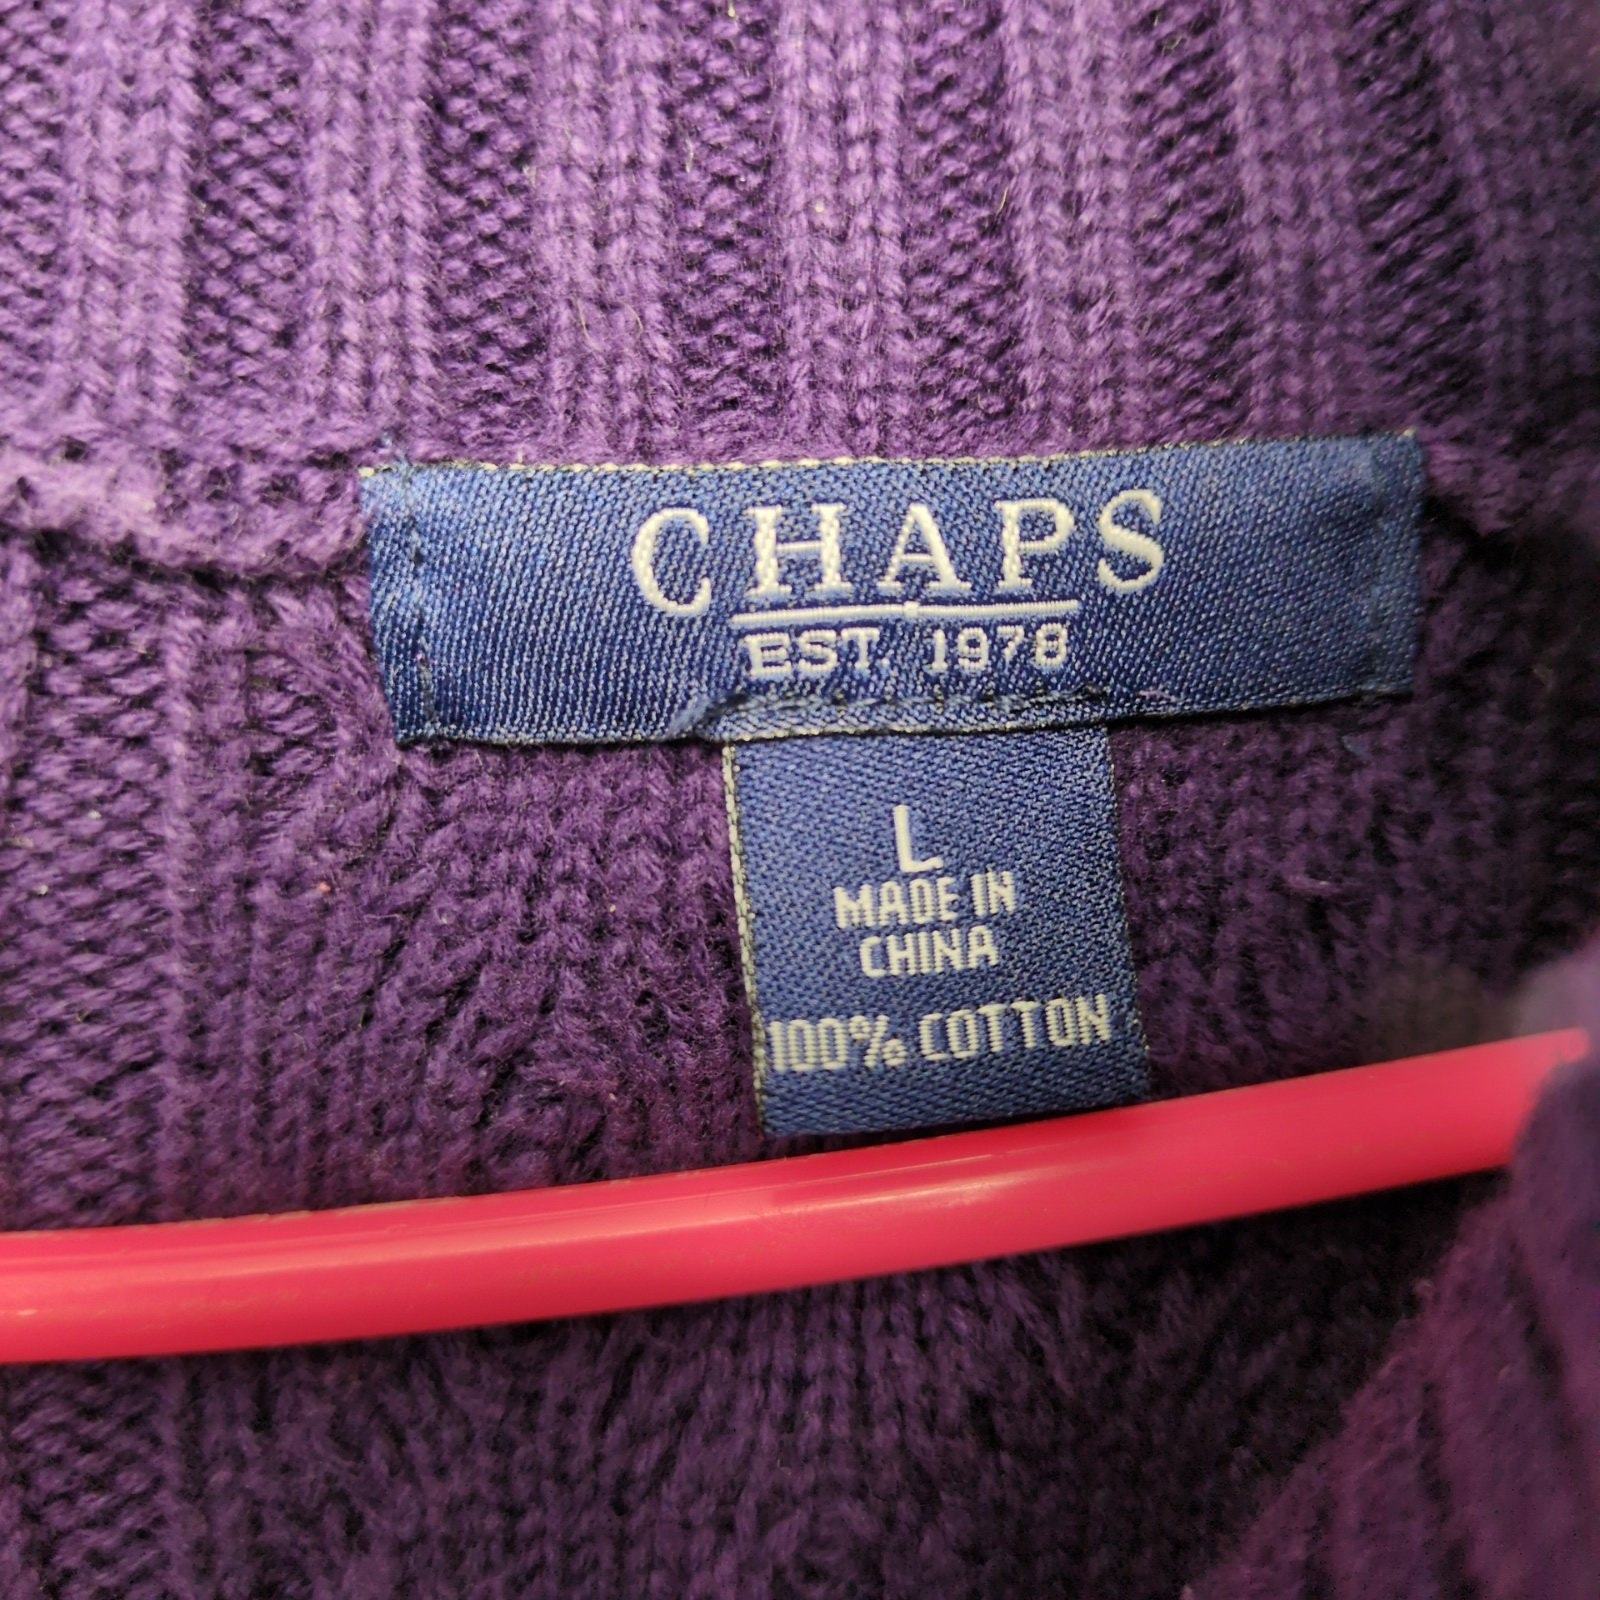 CHAPS
EST. 1978
L
MADE IN
CHINA
100% COTTON